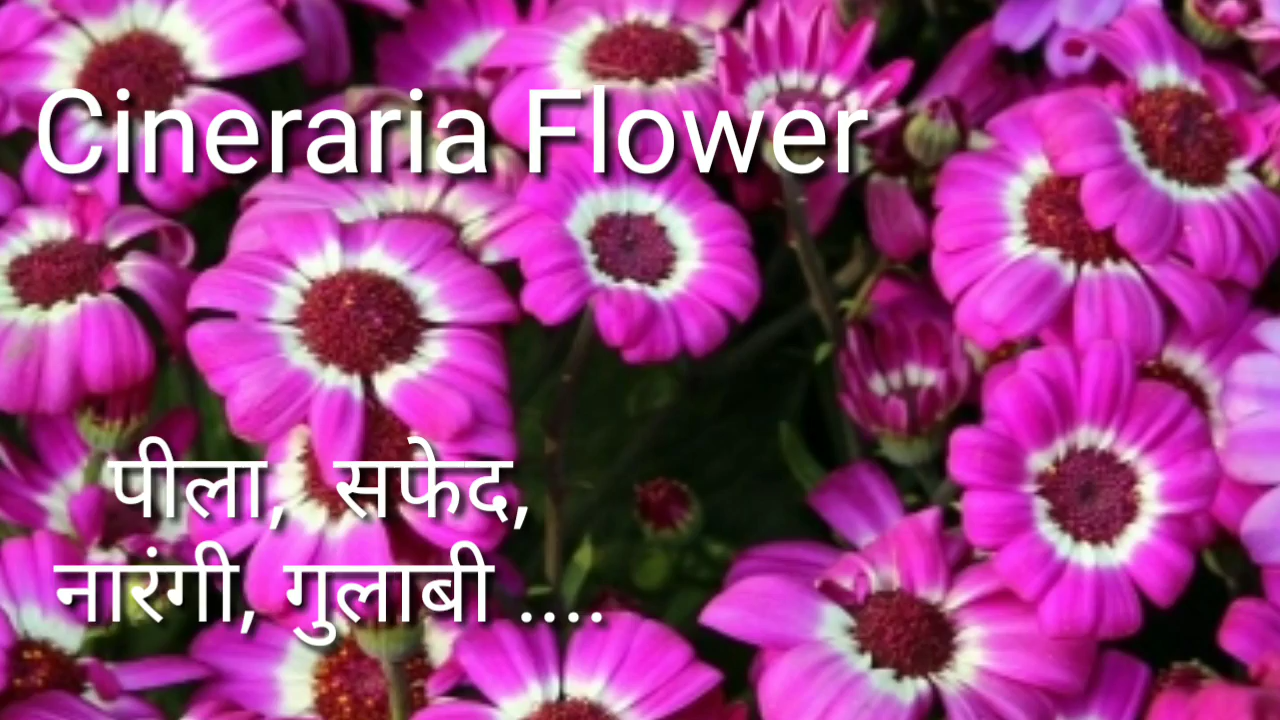 Cineraria Flower
पीला, सफेद,
नारंगी, गुलाबी ....